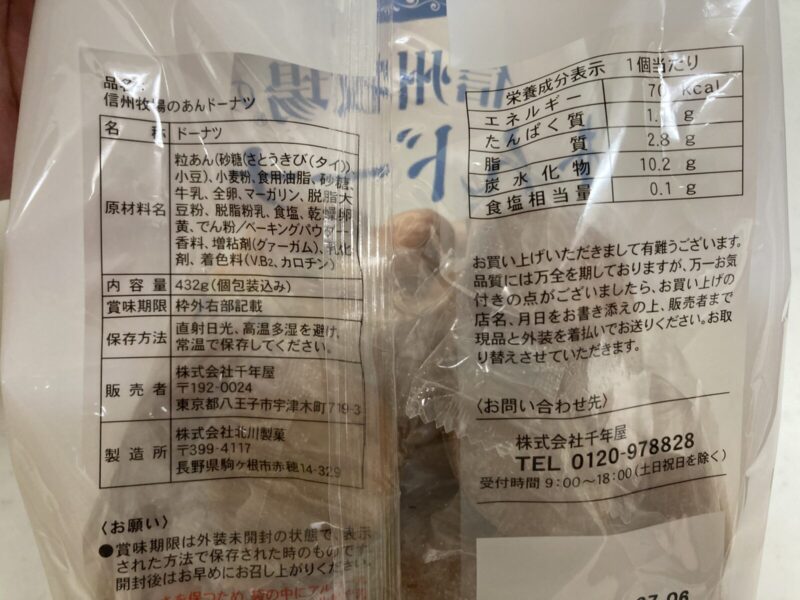 品名:
信州牧場のあんドーナツ
名 称 ドーナツ
原材料名 粒あん(砂糖(さとうきび(タイ))
小豆)、小麦粉、食用油脂、砂糖、
牛乳、全卵、マーガリン、脱脂大
豆粉、脱脂粉乳、食塩、乾燥卵
黄、でん粉/ベーキングパウダー、
香料、増粘剤(グァーガム)、乳化
剤、着色料(V.B2、カロチン)
内 容 量 432g(個包装込み)
賞味期限 枠外右部記載
保存方法 直射日光、高温多湿を避け、
常温で保存してください。
販 売 者 株式会社千年屋
〒192-0024
東京都八王子市宇津木町719-3
製 造 所 株式会社北川製菓
〒399-4117
長野県駒ヶ根市赤穂14-329
〈お願い〉
●賞味期限は外装未開封の状態で、表示
された方法で保存された時のものです。
開封後はお早めにお召し上がりください。
を保つため、袋の中にアル
栄養成分表示 1個当たり
エネルギー 70 kcal
たんぱく質 1. g
脂 質 2.8 g
炭水化物 10.2 g
食塩相当量 0.1 g
お買い上げいただきまして有難うございます。
品質には万全を期しておりますが、万一お気
付きの点がございましたら、お買い上げの
店名、月日をお書き添えの上、販売者まで
現品と外装を着払いでお送りください。お取
り替えさせていただきます。
〈お問い合わせ先〉
株式会社千年屋
TEL 0120-978828
受付時間 9:00〜18:00(土日祝日を除く)
07.06